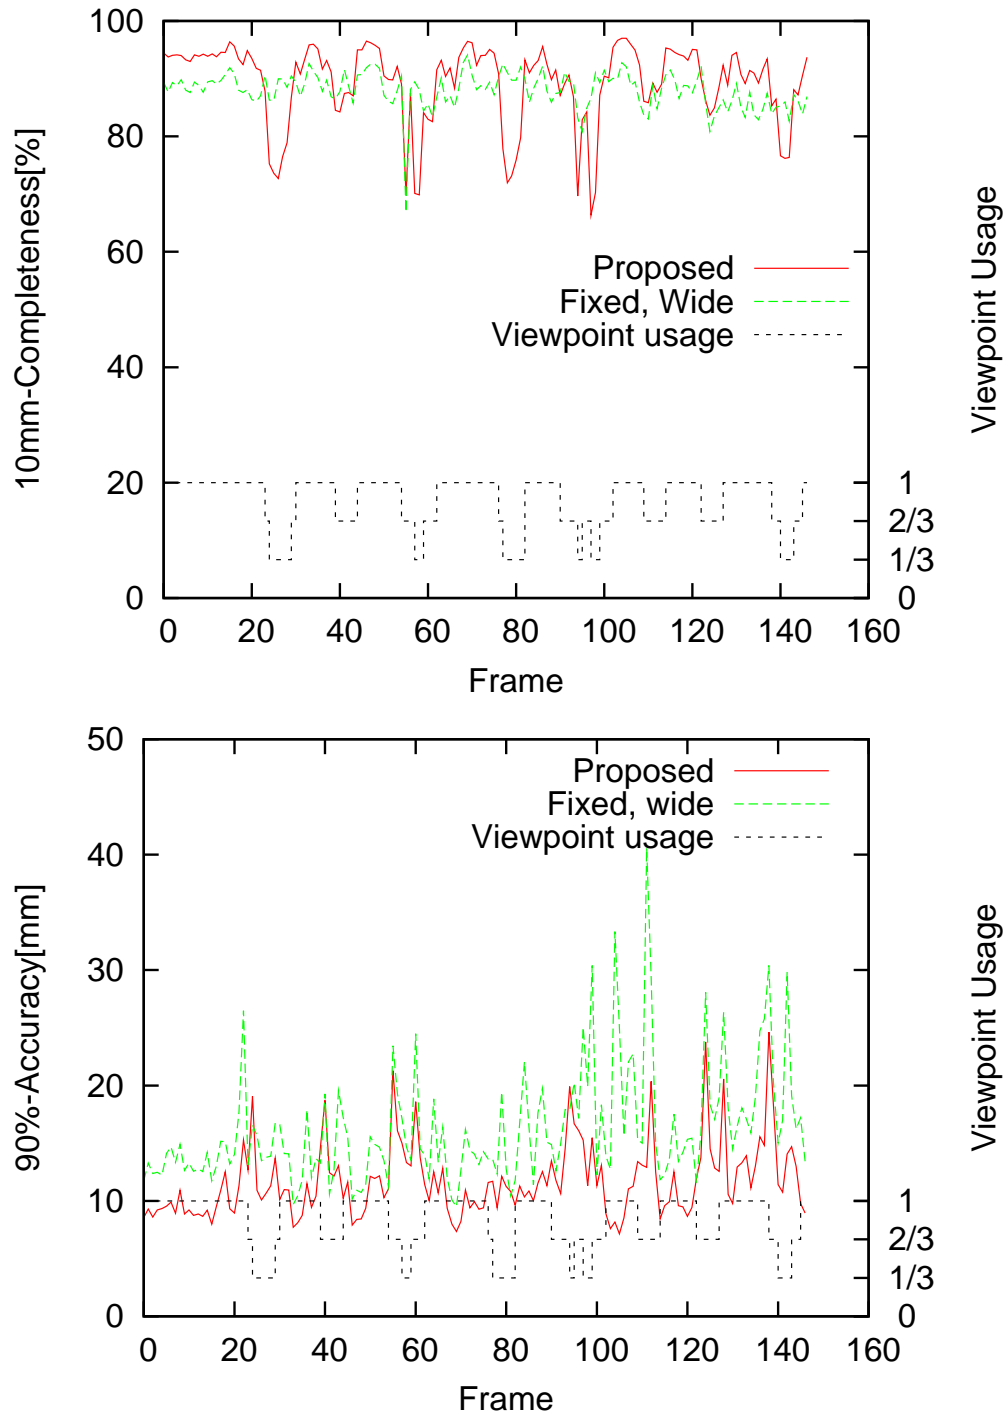 100
80
60
40
20
0
10mm-Completeness[%]
Proposed
Fixed, Wide
Viewpoint usage
1
2/3
1/3
0
Viewpoint Usage
0 20 40 60 80 100 120 140 160
Frame
50
40
30
20
10
0
90%-Accuracy[mm]
Proposed
Fixed, wide
Viewpoint usage
1
2/3
1/3
0
Viewpoint Usage
0 20 40 60 80 100 120 140 160
Frame